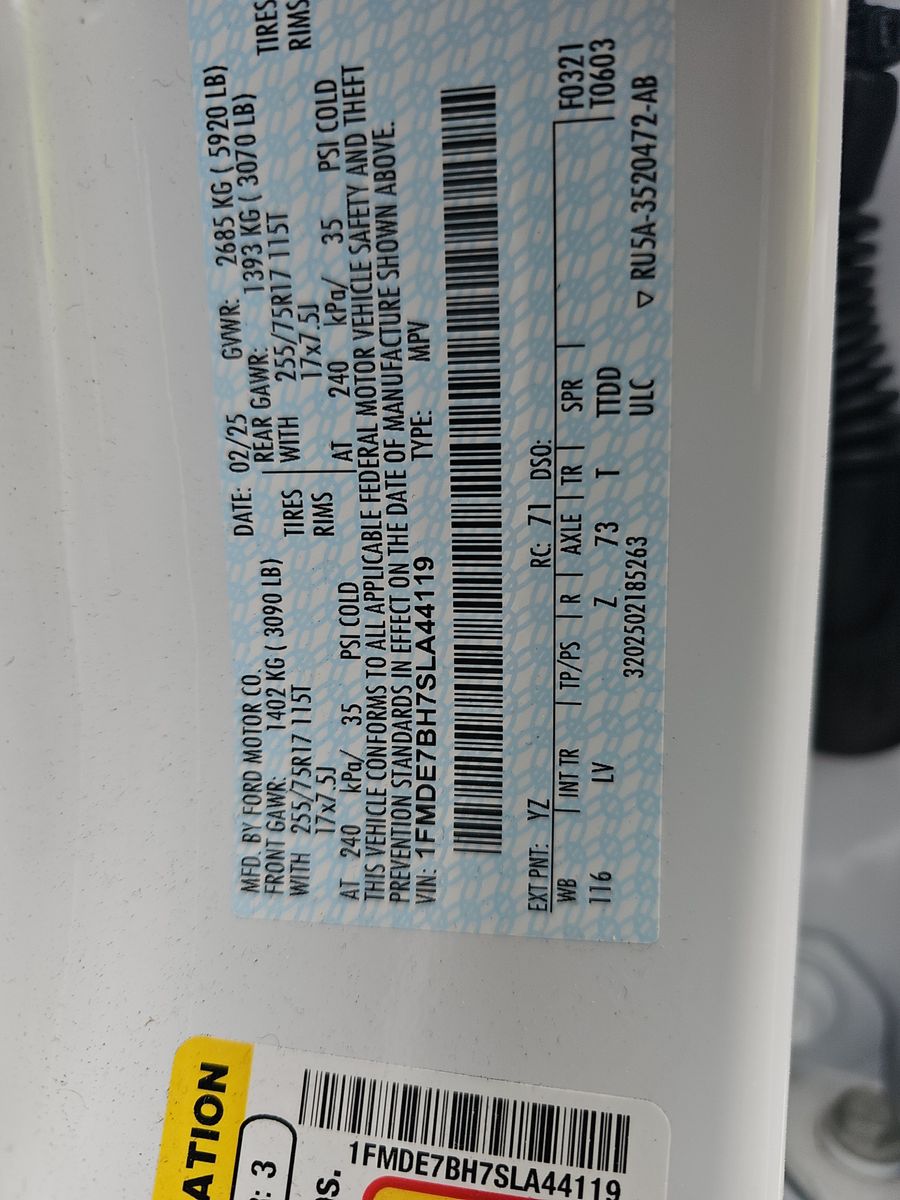 MFD. BY FORD MOTOR CO.
DATE: 02/25 GVWR: 2685 KG ( 5920 LB)
FRONT GAWR: 1402 KG ( 3090 LB)
REAR GAWR: 1393 KG ( 3070 LB)
WITH 255/75R17 115T TIRES
WITH 255/75R17 115T TIRES
17x7.5J RIMS
17x7.5J RIMS
AT 240 kPa/ 35 PSI COLD
AT 240 kPa/ 35 PSI COLD
THIS VEHICLE CONFORMS TO ALL APPLICABLE FEDERAL MOTOR VEHICLE SAFETY AND THEFT
PREVENTION STANDARDS IN EFFECT ON THE DATE OF MANUFACTURE SHOWN ABOVE.
VIN: 1FMDE7BH7SLA44119 TYPE: MPV
EXT PNT: YZ RC: 71 DSO: F0321
WB INT TR TP/PS R AXLE TR SPR T0603
116 LV Z 73 T TTDD
3202502185263 ULC ▽ RU5A-3520472-AB
ATION
: 3
s.
1FMDE7BH7SLA44119